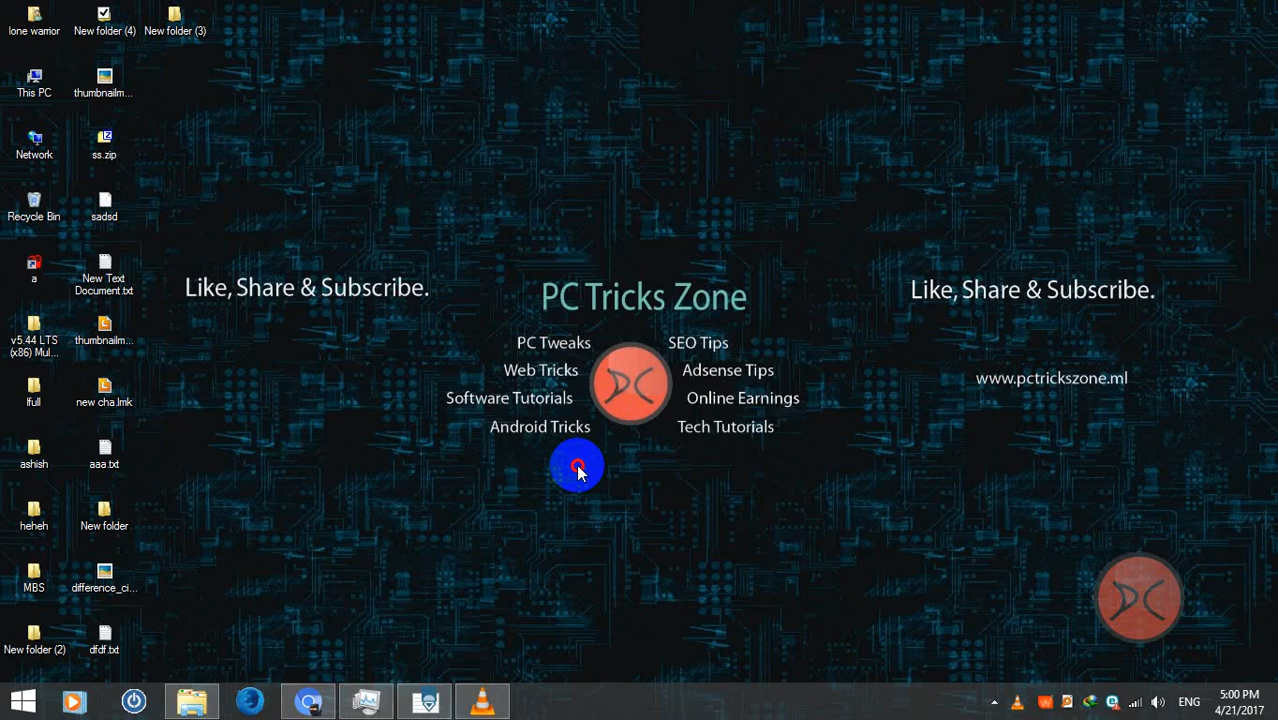 lone warrior
New folder (4)
New folder (3)
This PC
thumbnailm...
Network
ss.zip
Recycle Bin
sadsd
a
New Text
Document.txt
v5.44 LTS
(x86) Mul...
thumbnailm...
lfull
new cha.lmk
ashish
aaa.txt
heheh
New folder
MBS
difference_ci...
New folder (2)
dfdf.txt
Like, Share & Subscribe.
PC Tricks Zone
PC Tweaks
SEO Tips
Web Tricks
Adsense Tips
Software Tutorials
Online Earnings
Android Tricks
Tech Tutorials
Like, Share & Subscribe.
www.pctrickszone.ml
ENG
5:00 PM
4/21/2017